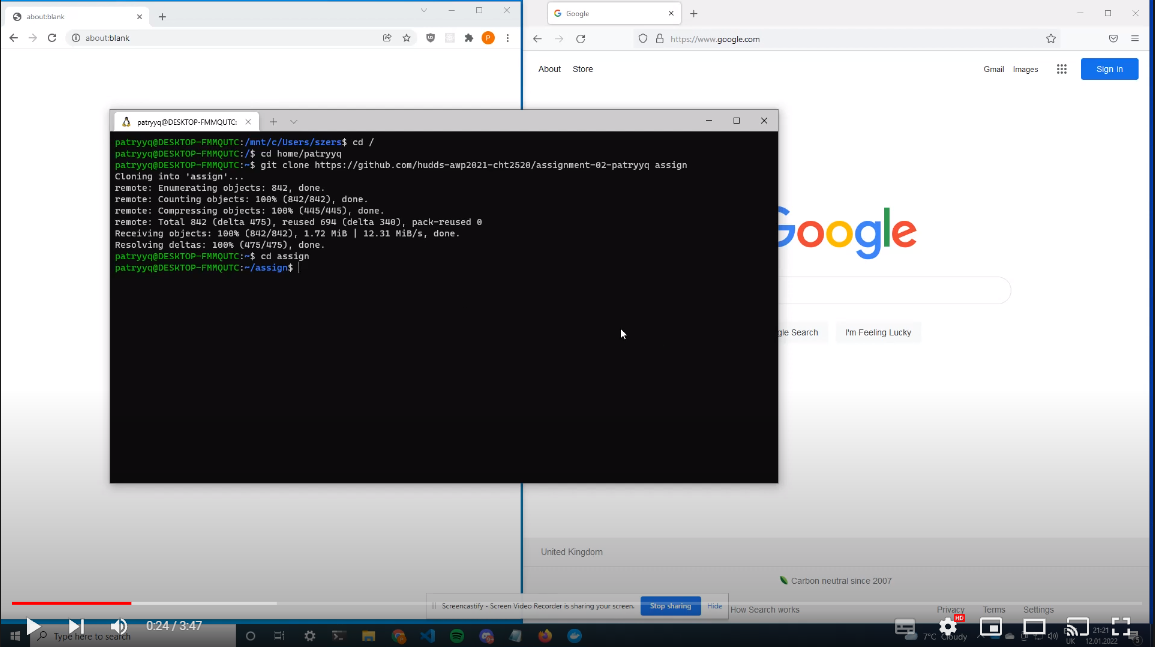 about:blank
Google
about:blank
https://www.google.com
About Store
Gmail Images
Sign in
patryyq@DESKTOP-FMMQUTC:
patryyq@DESKTOP-FMMQUTC:/mnt/c/Users/szers$ cd /
patryyq@DESKTOP-FMMQUTC:/$ cd home/patryyq
patryyq@DESKTOP-FMMQUTC:~$ git clone https://github.com/hudds-awp2021-cht2520/assignment-02-patryyq assign
Cloning into 'assign'...
remote: Enumerating objects: 842, done.
remote: Counting objects: 100% (842/842), done.
remote: Compressing objects: 100% (445/445), done.
remote: Total 842 (delta 475), reused 694 (delta 340), pack-reused 0
Receiving objects: 100% (842/842), 1.72 MiB | 12.31 MiB/s, done.
Resolving deltas: 100% (475/475), done.
patryyq@DESKTOP-FMMQUTC:~$ cd assign
patryyq@DESKTOP-FMMQUTC:~/assign$
Google
gle Search
I'm Feeling Lucky
United Kingdom
Carbon neutral since 2007
Screencastify - Screen Video Recorder is sharing your screen.
Stop sharing
Hide
How Search works
Privacy Terms Settings
0:24 / 3:47
Type here to search
HD
7°C Cloudy
21:21
UK
12.01.2022